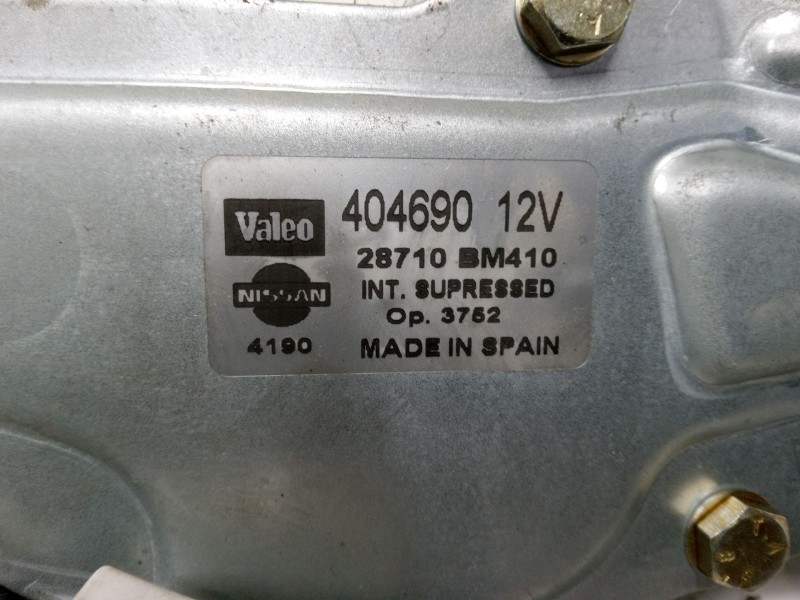 Valeo 404690 12V
28710 BM410
NISSAN INT. SUPRESSED
Op. 3752
4190 MADE IN SPAIN